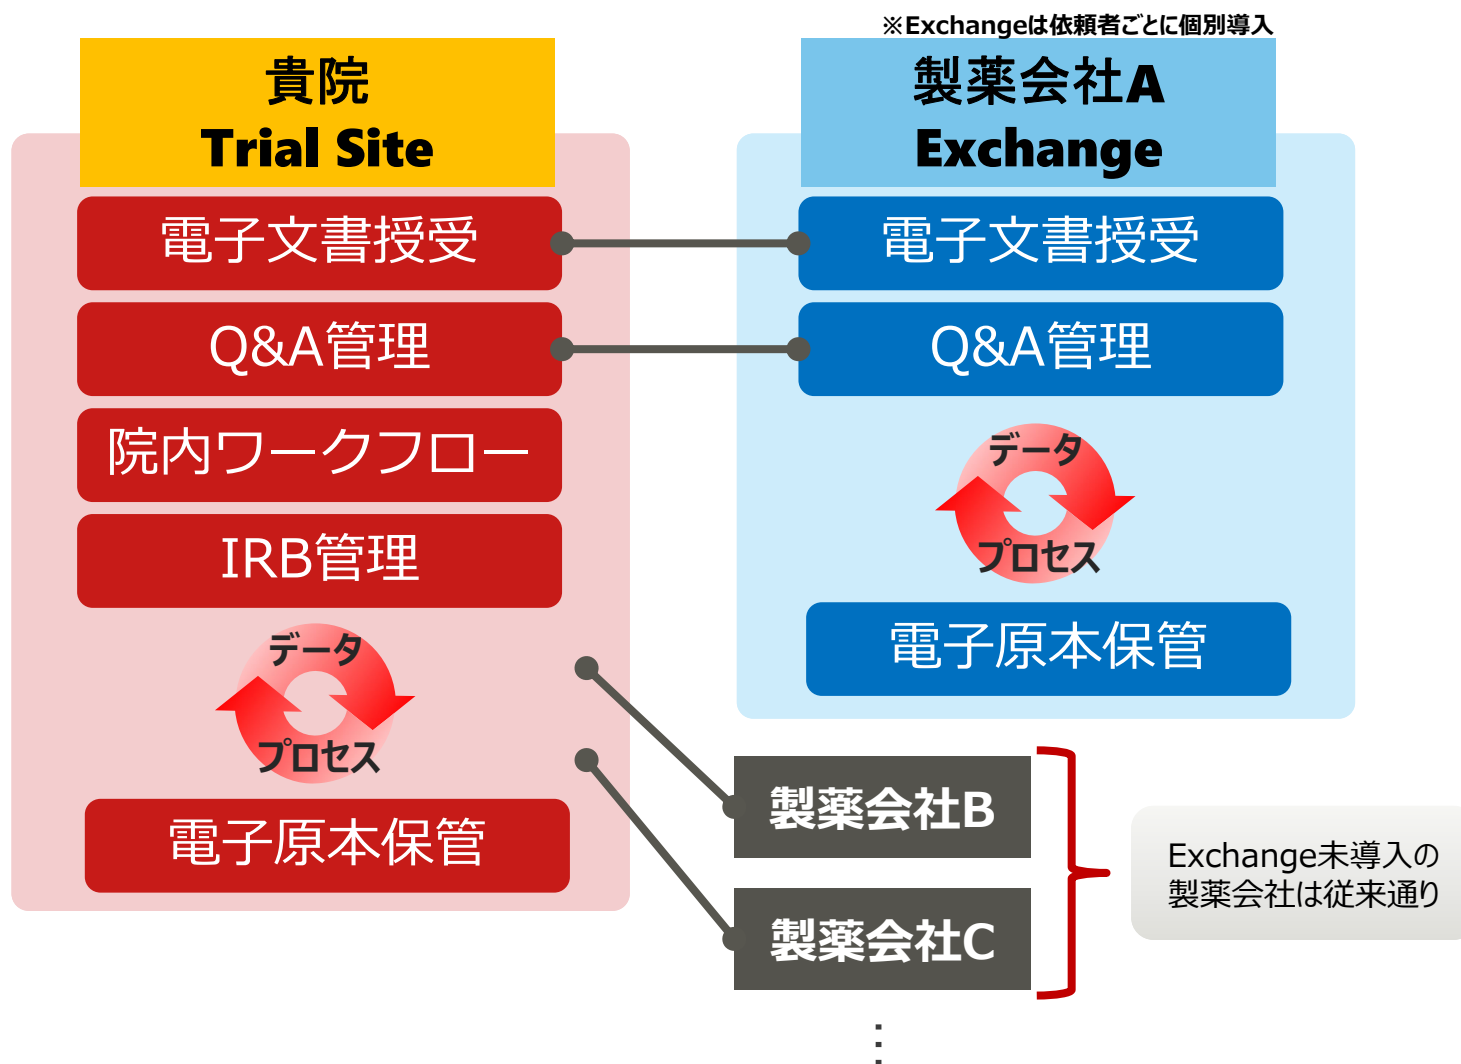 ※Exchangeは依頼者ごとに個別導入
貴院
Trial Site
電子文書授受
Q&A管理
院内ワークフロー
IRB管理
データ
プロセス
電子原本保管
製薬会社A
Exchange
電子文書授受
Q&A管理
データ
プロセス
電子原本保管
製薬会社B
製薬会社C
Exchange未導入の
製薬会社は従来通り